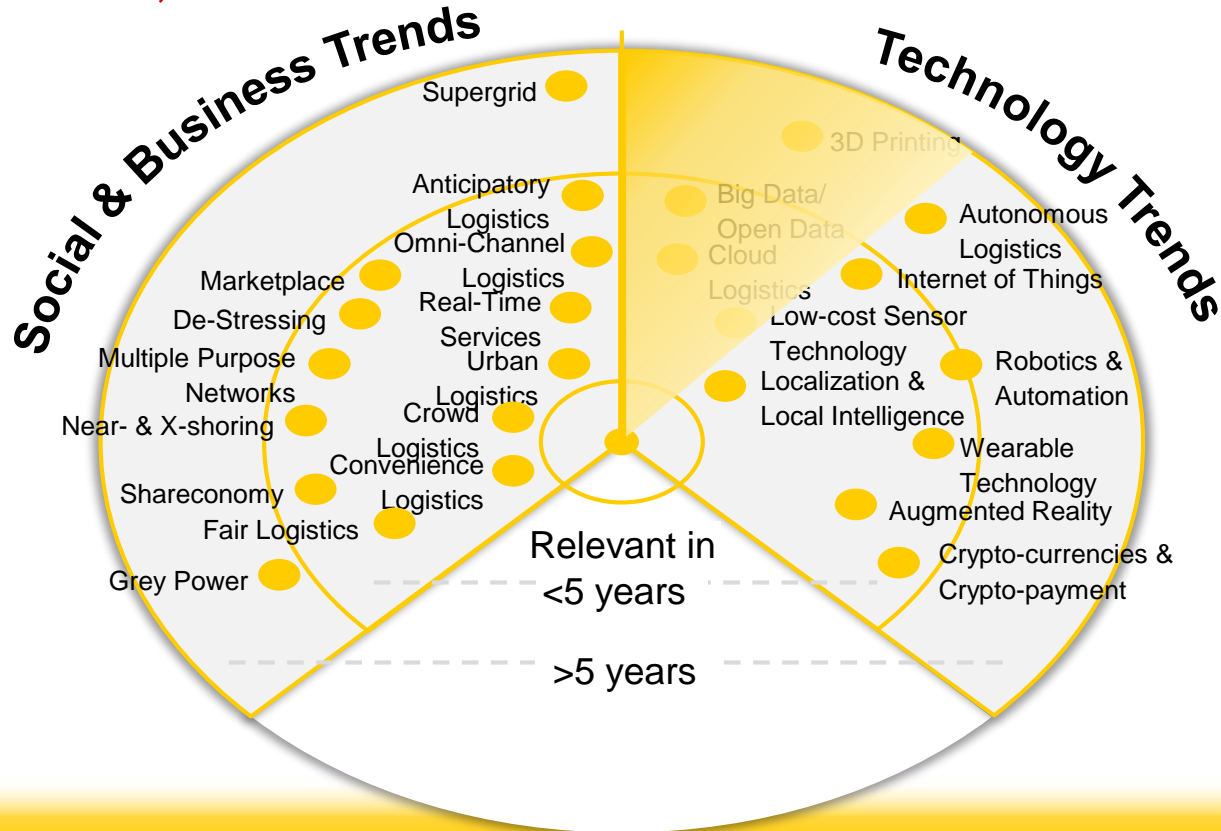 Social & Business Trends
Technology Trends
Supergrid
Anticipatory
Logistics
Omni-Channel
Logistics
Marketplace
Real-Time
Services
De-Stressing
Urban
Logistics
Multiple Purpose
Networks
Crowd
Logistics
Near- & X-shoring
Convenience
Logistics
Shareconomy
Fair Logistics
Grey Power
3D Printing
Big Data/
Open Data
Cloud
Logistics
Autonomous
Logistics
Internet of Things
Low-cost Sensor
Technology
Localization &
Local Intelligence
Robotics &
Automation
Wearable
Technology
Augmented Reality
Crypto-currencies &
Crypto-payment
Relevant in
<5 years
>5 years